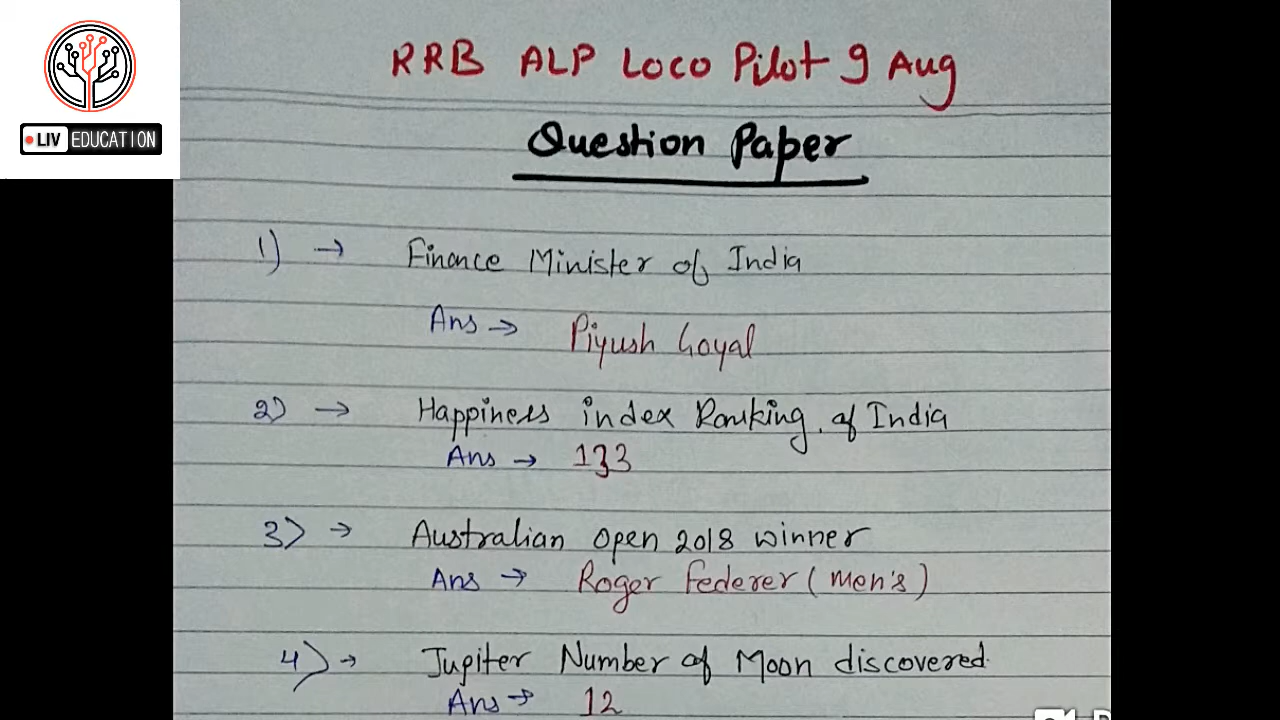 LIV EDUCATION
RRB ALP Loco Pilot 9 Aug
Question Paper
1) → Finance Minister of India
Ans → Piyush Goyal
2) → Happiness index Ranking of India
Ans → 133
3) → Australian open 2018 winner
Ans → Roger Federer (Men's)
4) → Jupiter Number of Moon discovered
Ans → 12